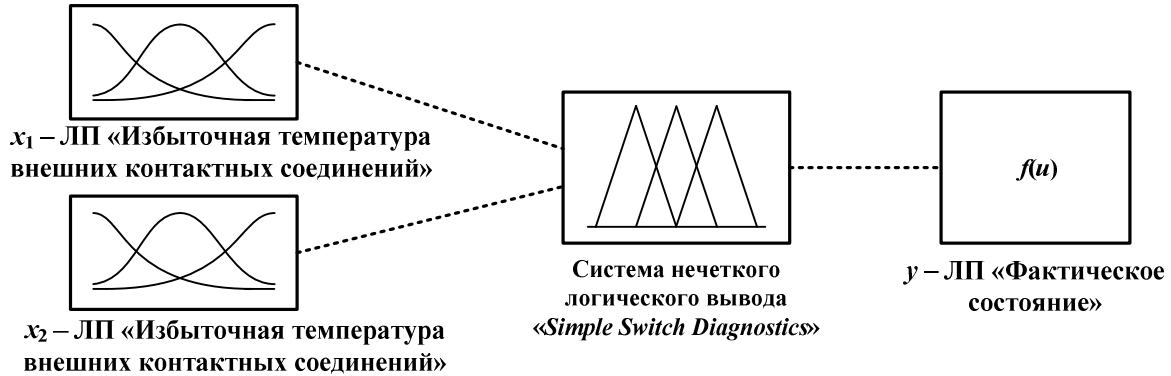 x1 – ЛП «Избыточная температура
внешних контактных соединений»
x2 – ЛП «Избыточная температура
внешних контактных соединений»
Система нечеткого
логического вывода
«Simple Switch Diagnostics»
f(u)
y – ЛП «Фактическое
состояние»